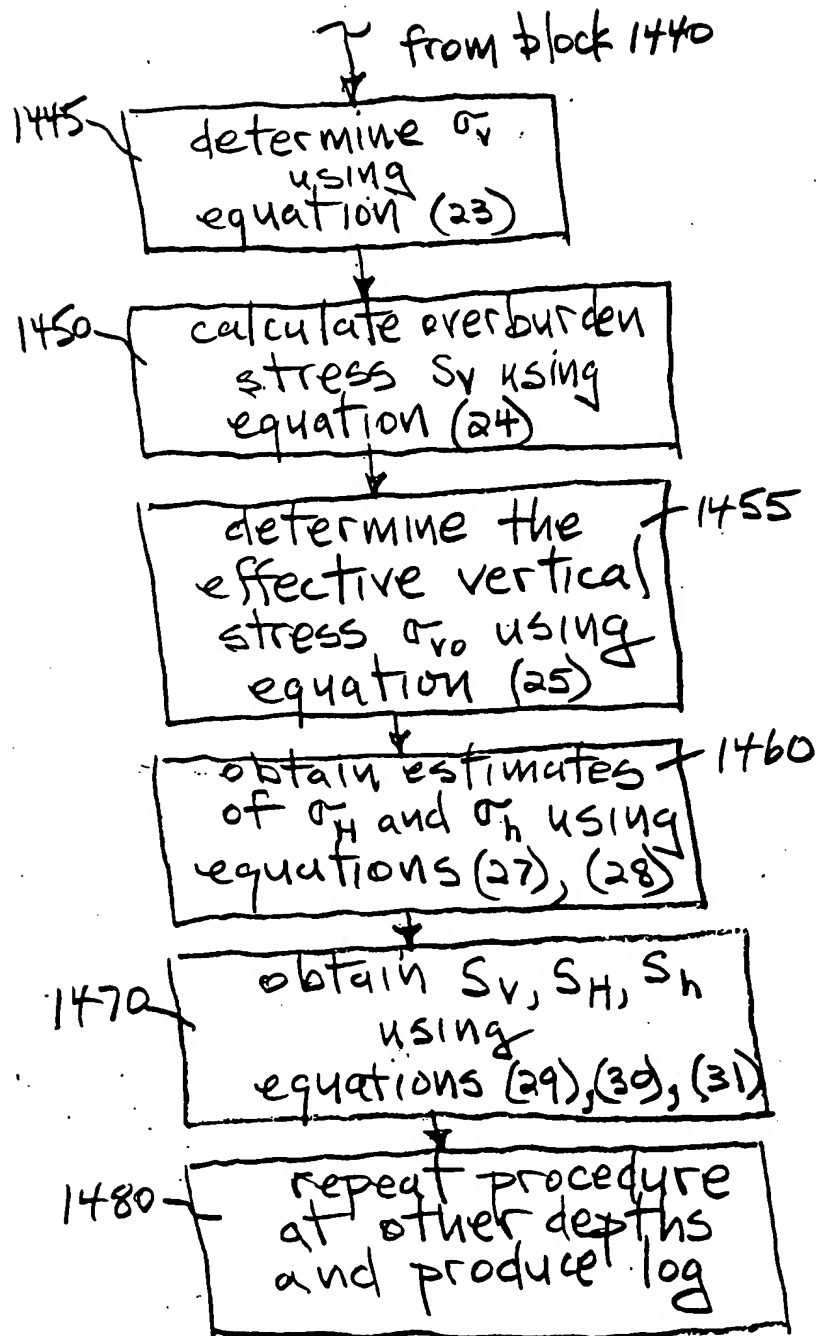 from block 1440
1445
determine σv
using
equation (23)
1450
calculate overburden
stress Sv using
equation (24)
1455
determine the
effective vertical
stress σvo using
equation (25)
1460
obtain estimates
of σH and σh using
equations (27), (28)
1470
obtain SV, SH, Sh
using
equations (29), (30), (31)
1480
repeat procedure
at other depths
and produce log